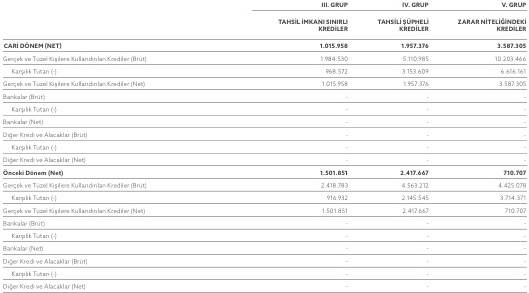 III. GRUP IV. GRUP V. GRUP
TAHSİL İMKANI SINIRLI TAHSİLİ ŞÜPHELİ ZARAR NİTELİĞİNDEKİ
KREDİLER KREDİLER KREDİLER
CARİ DÖNEM (NET) 1.015.958 1.957.376 3.587.305
Gerçek ve Tüzel Kişilere Kullandırılan Krediler (Brüt) 1.984.530 5.110.985 10.203.466
Karşılık Tutarı (-) 968.572 3.153.609 6.616.161
Gerçek ve Tüzel Kişilere Kullandırılan Krediler (Net) 1.015.958 1.957.376 3.587.305
Bankalar (Brüt) - - -
Karşılık Tutarı (-) - - -
Bankalar (Net) - - -
Diğer Kredi ve Alacaklar (Brüt) - - -
Karşılık Tutarı (-) - - -
Diğer Kredi ve Alacaklar (Net) - - -
Önceki Dönem (Net) 1.501.851 2.417.667 710.707
Gerçek ve Tüzel Kişilere Kullandırılan Krediler (Brüt) 2.418.783 4.563.212 4.425.078
Karşılık Tutarı (-) 916.932 2.145.545 3.714.371
Gerçek ve Tüzel Kişilere Kullandırılan Krediler (Net) 1.501.851 2.417.667 710.707
Bankalar (Brüt) - - -
Karşılık Tutarı (-) - - -
Bankalar (Net) - - -
Diğer Kredi ve Alacaklar (Brüt) - - -
Karşılık Tutarı (-) - - -
Diğer Kredi ve Alacaklar (Net) - - -